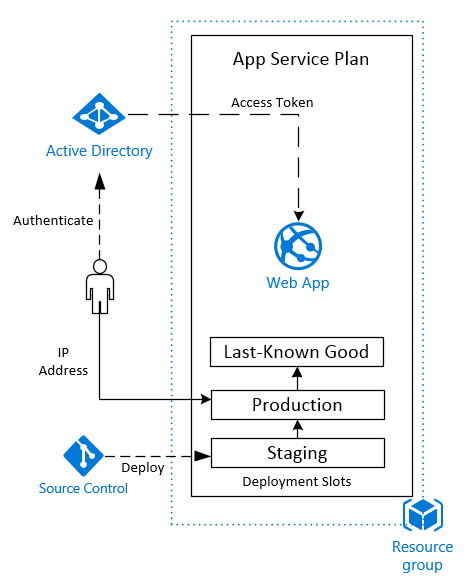 App Service Plan
Access Token
Active Directory
Authenticate
Web App
IP
Address
Last-Known Good
Production
Staging
Deploy
Source Control
Deployment Slots
Resource
group